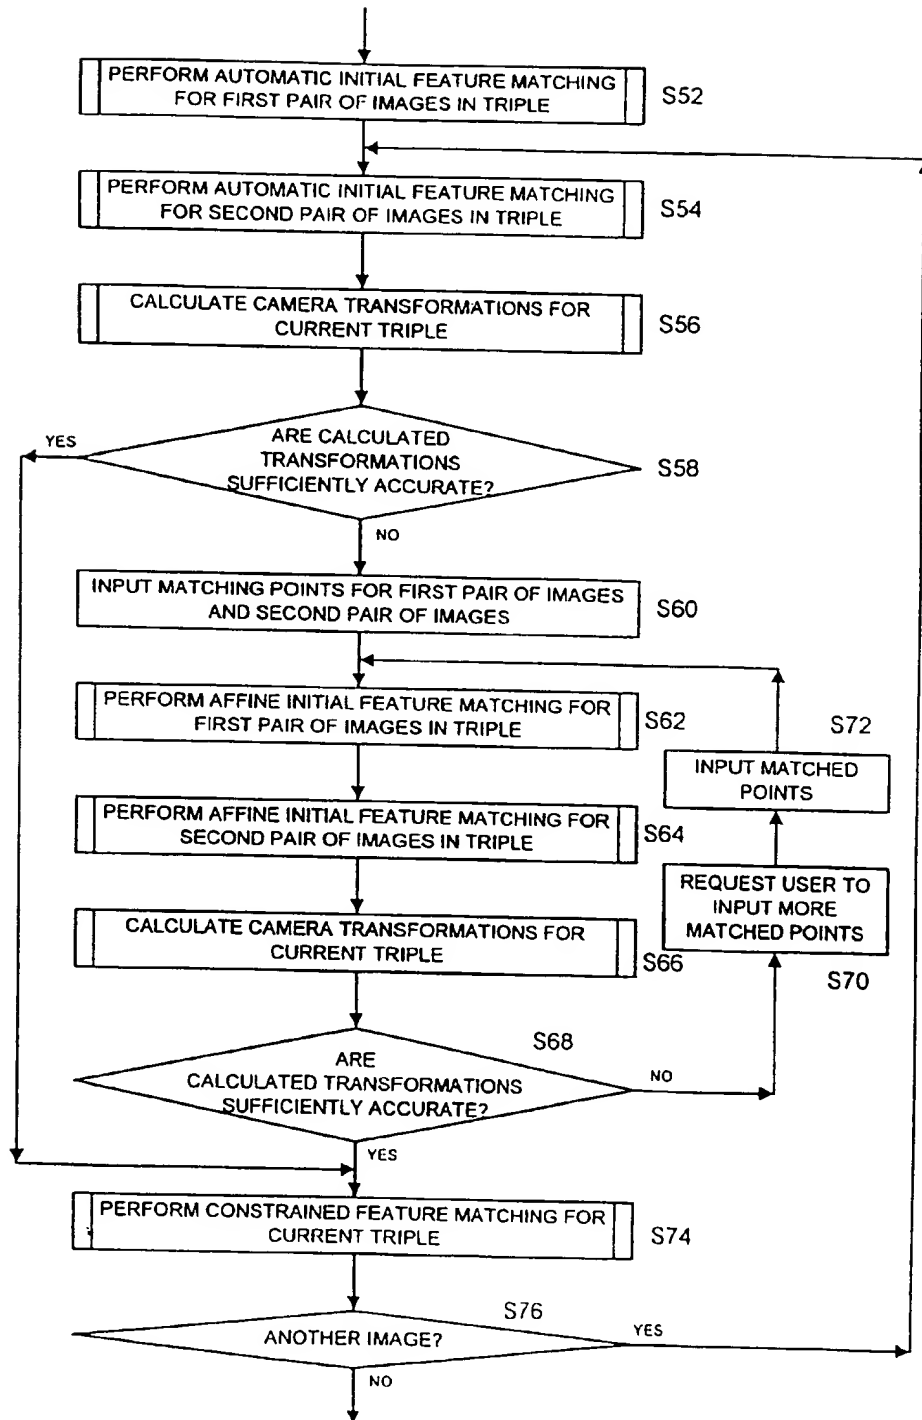 PERFORM AUTOMATIC INITIAL FEATURE MATCHING
FOR FIRST PAIR OF IMAGES IN TRIPLE
S52
PERFORM AUTOMATIC INITIAL FEATURE MATCHING
FOR SECOND PAIR OF IMAGES IN TRIPLE
S54
CALCULATE CAMERA TRANSFORMATIONS FOR
CURRENT TRIPLE
S56
YES
ARE CALCULATED
TRANSFORMATIONS
SUFFICIENTLY ACCURATE?
S58
NO
INPUT MATCHING POINTS FOR FIRST PAIR OF IMAGES
AND SECOND PAIR OF IMAGES
S60
PERFORM AFFINE INITIAL FEATURE MATCHING FOR
FIRST PAIR OF IMAGES IN TRIPLE
S62
S72
INPUT MATCHED
POINTS
PERFORM AFFINE INITIAL FEATURE MATCHING FOR
SECOND PAIR OF IMAGES IN TRIPLE
S64
REQUEST USER TO
INPUT MORE
MATCHED POINTS
S70
CALCULATE CAMERA TRANSFORMATIONS FOR
CURRENT TRIPLE
S66
S68
ARE
CALCULATED TRANSFORMATIONS
SUFFICIENTLY ACCURATE?
NO
YES
PERFORM CONSTRAINED FEATURE MATCHING FOR
CURRENT TRIPLE
S74
S76
ANOTHER IMAGE?
YES
NO